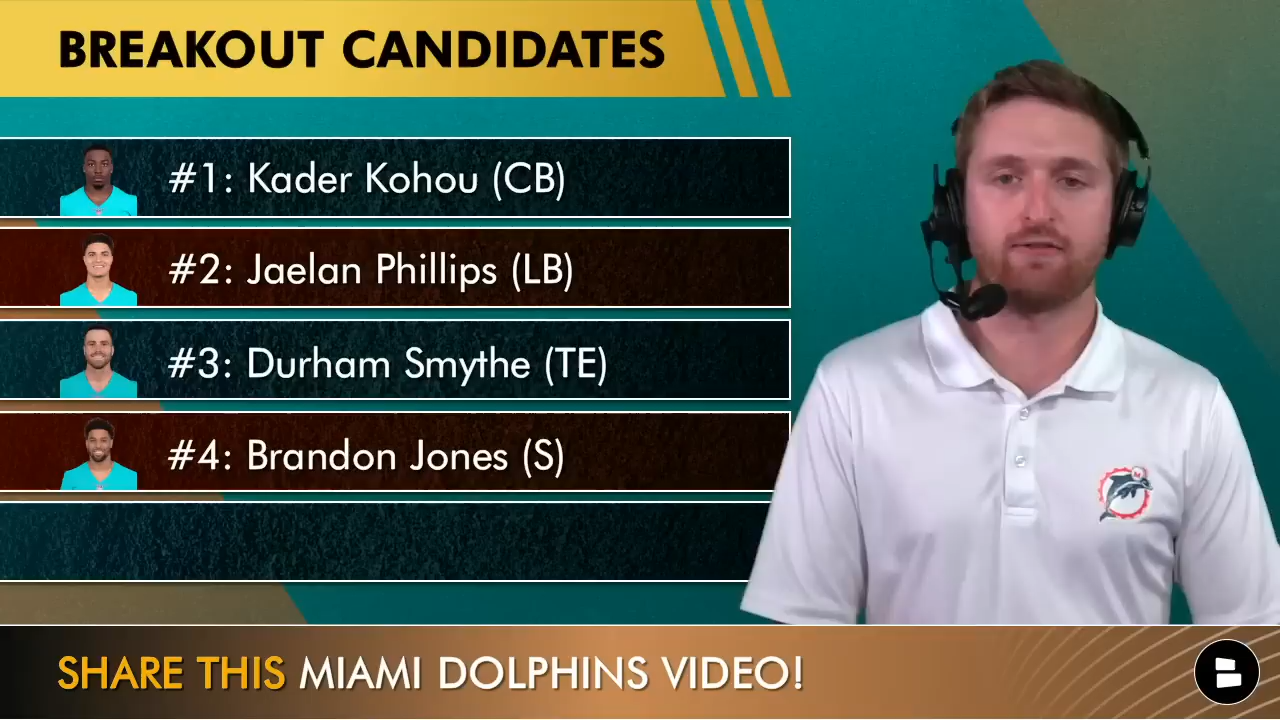 BREAKOUT CANDIDATES
#1: Kader Kohou (CB)
#2: Jaelan Phillips (LB)
#3: Durham Smythe (TE)
#4: Brandon Jones (S)
SHARE THIS MIAMI DOLPHINS VIDEO!